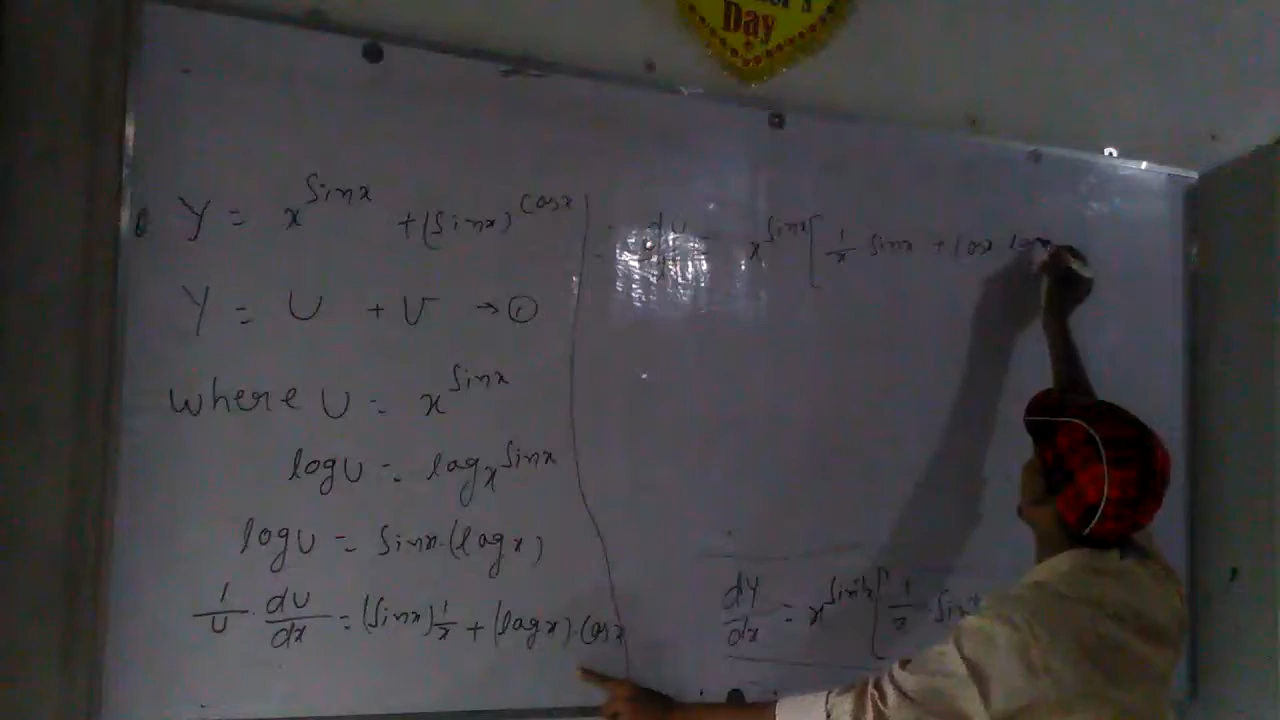 Day
Y = x^Sinx + (Sinx)^Cosx
Y = U + V → ①
where U = x^Sinx
log U = log x^Sinx
log U = Sinx·(log x)
1/U · dU/dx = (Sinx) 1/x + (log x)·Cosx
dU/dx = x^Sinx [ 1/x Sinx + Cosx log
dY/dx = x^Sinx [ 1/x Sinx